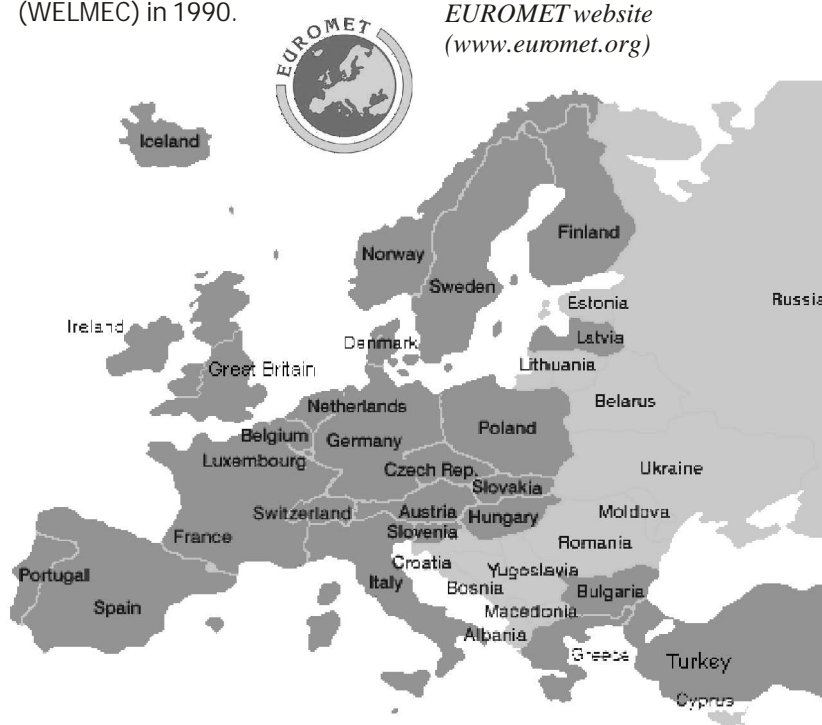 (WELMEC) in 1990.
EUROMET website
(www.euromet.org)
EUROMET
Iceland
Norway
Finland
Sweden
Estonia
Russia
Ireland
Denmark
Latvia
Great Britain
Lithuania
Belarus
Netherlands
Poland
Belgium
Germany
Luxembourg
Czech Rep.
Ukraine
Slovakia
Switzerland
Austria
Moldova
Hungary
Slovenia
France
Romania
Croatia
Yugoslavia
Portugal
Italy
Bosnia
Bulgaria
Spain
Macedonia
Albania
Greece
Turkey
Cyprus